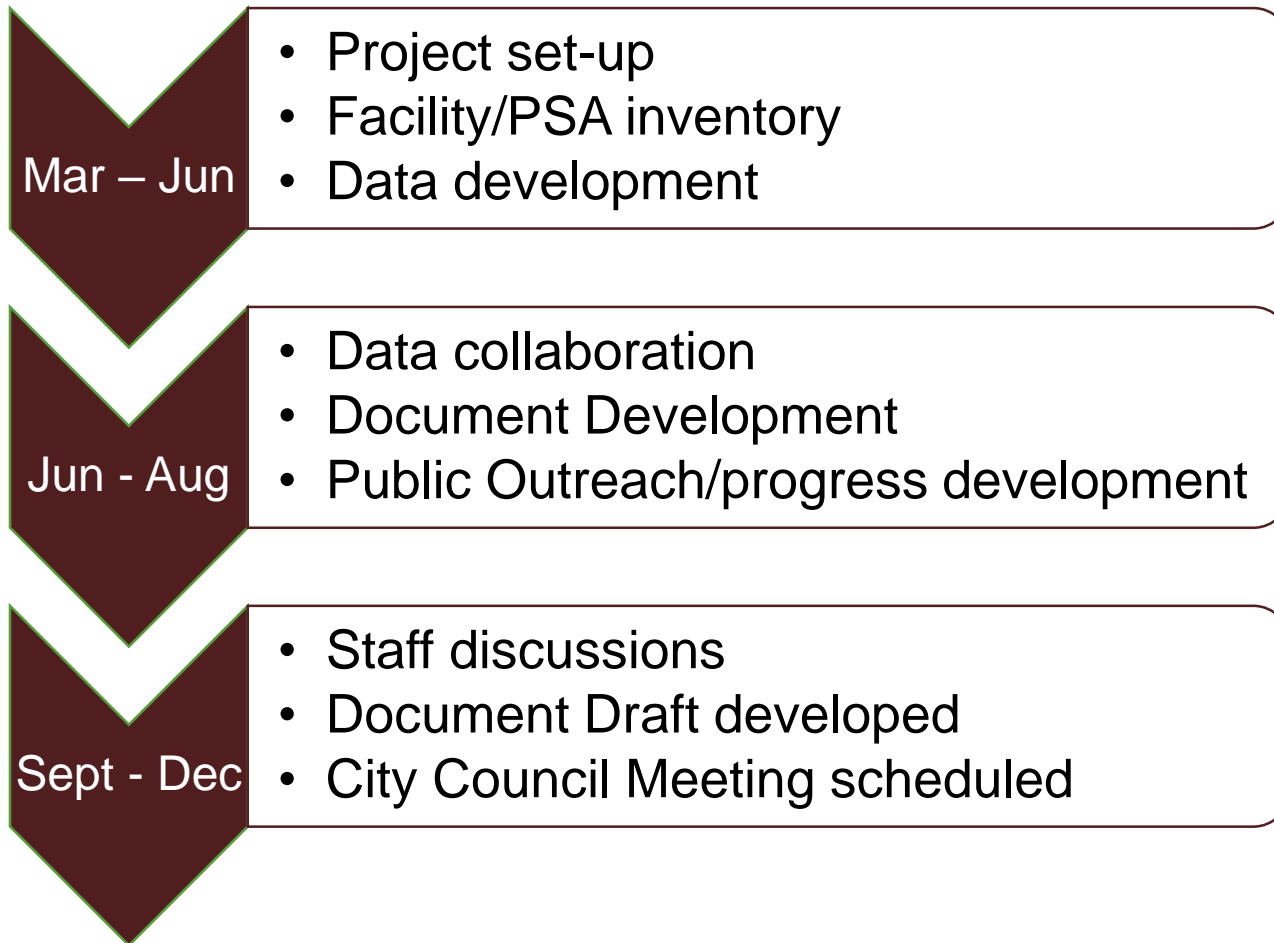 Mar – Jun
• Project set-up
• Facility/PSA inventory
• Data development
Jun - Aug
• Data collaboration
• Document Development
• Public Outreach/progress development
Sept - Dec
• Staff discussions
• Document Draft developed
• City Council Meeting scheduled